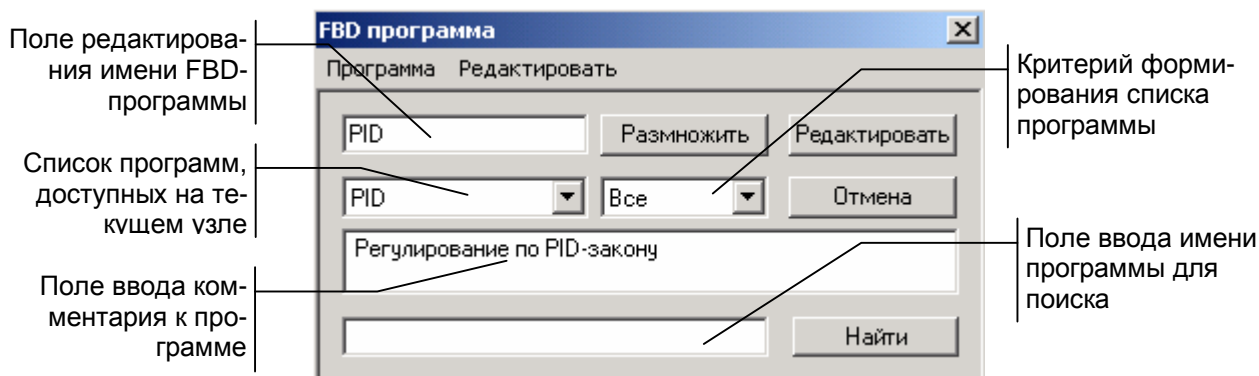 Поле редактирова-
ния имени FBD-
программы
Список программ,
доступных на те-
кущем узле
Поле ввода ком-
ментария к про-
грамме
FBD программа
Программа Редактировать
PID Размножить Редактировать
PID Все Отмена
Регулирование по PID-закону
Найти
Критерий форми-
рования списка
программы
Поле ввода имени
программы для
поиска